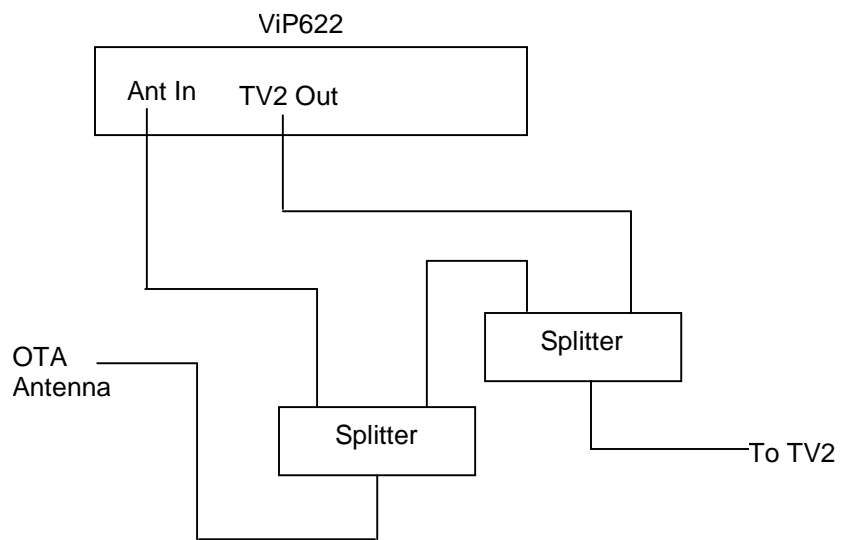 ViP622
Ant In
TV2 Out
Splitter
OTA
Antenna
Splitter
To TV2